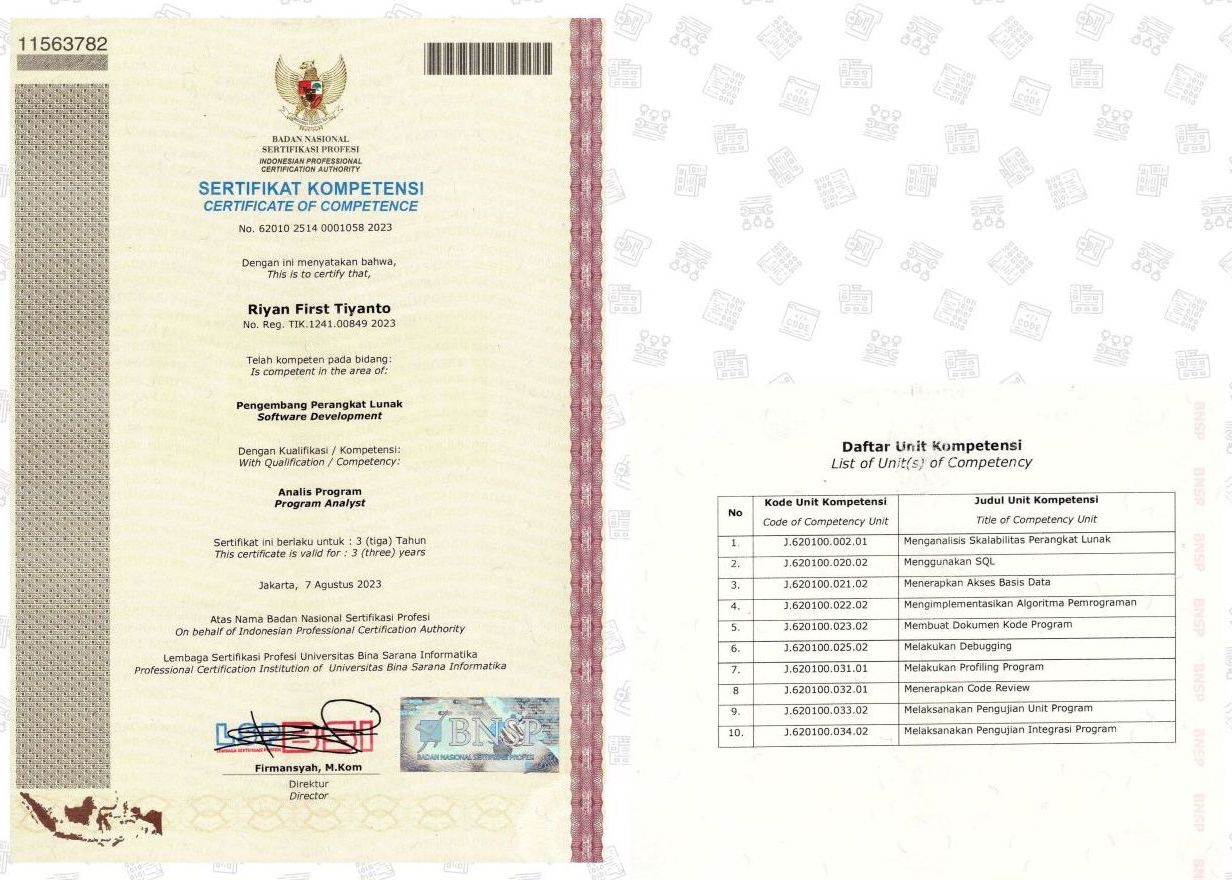 11563782
BADAN NASIONAL
SERTIFIKASI PROFESI
INDONESIAN PROFESSIONAL
CERTIFICATION AUTHORITY
SERTIFIKAT KOMPETENSI
CERTIFICATE OF COMPETENCE
No. 62010 2514 0001058 2023
Dengan ini menyatakan bahwa,
This is to certify that,
Riyan First Tiyanto
No. Reg. TIK.1241.00849 2023
Telah kompeten pada bidang:
Is competent in the area of:
Pengembang Perangkat Lunak
Software Development
Dengan Kualifikasi / Kompetensi:
With Qualification / Competency:
Analis Program
Program Analyst
Sertifikat ini berlaku untuk : 3 (tiga) Tahun
This certificate is valid for : 3 (three) years
Jakarta, 7 Agustus 2023
Atas Nama Badan Nasional Sertifikasi Profesi
On behalf of Indonesian Professional Certification Authority
Lembaga Sertifikasi Profesi Universitas Bina Sarana Informatika
Professional Certification Institution of Universitas Bina Sarana Informatika
BSI
BNSP
BADAN NASIONAL SERTIFIKASI PROFESI
Firmansyah, M.Kom
Direktur
Director
Daftar Unit Kompetensi
List of Unit(s) of Competency
No Kode Unit Kompetensi Judul Unit Kompetensi
Code of Competency Unit Title of Competency Unit
1. J.620100.002.01 Menganalisis Skalabilitas Perangkat Lunak
2. J.620100.020.02 Menggunakan SQL
3. J.620100.021.02 Menerapkan Akses Basis Data
4. J.620100.022.02 Mengimplementasikan Algoritma Pemrograman
5. J.620100.023.02 Membuat Dokumen Kode Program
6. J.620100.025.02 Melakukan Debugging
7. J.620100.031.01 Melakukan Profiling Program
8 J.620100.032.01 Menerapkan Code Review
9. J.620100.033.02 Melaksanakan Pengujian Unit Program
10. J.620100.034.02 Melaksanakan Pengujian Integrasi Program
BNSP
BNSP
BNSP
BNSP
BNSP
BNSP
CODE
CODE
CODE
CODE